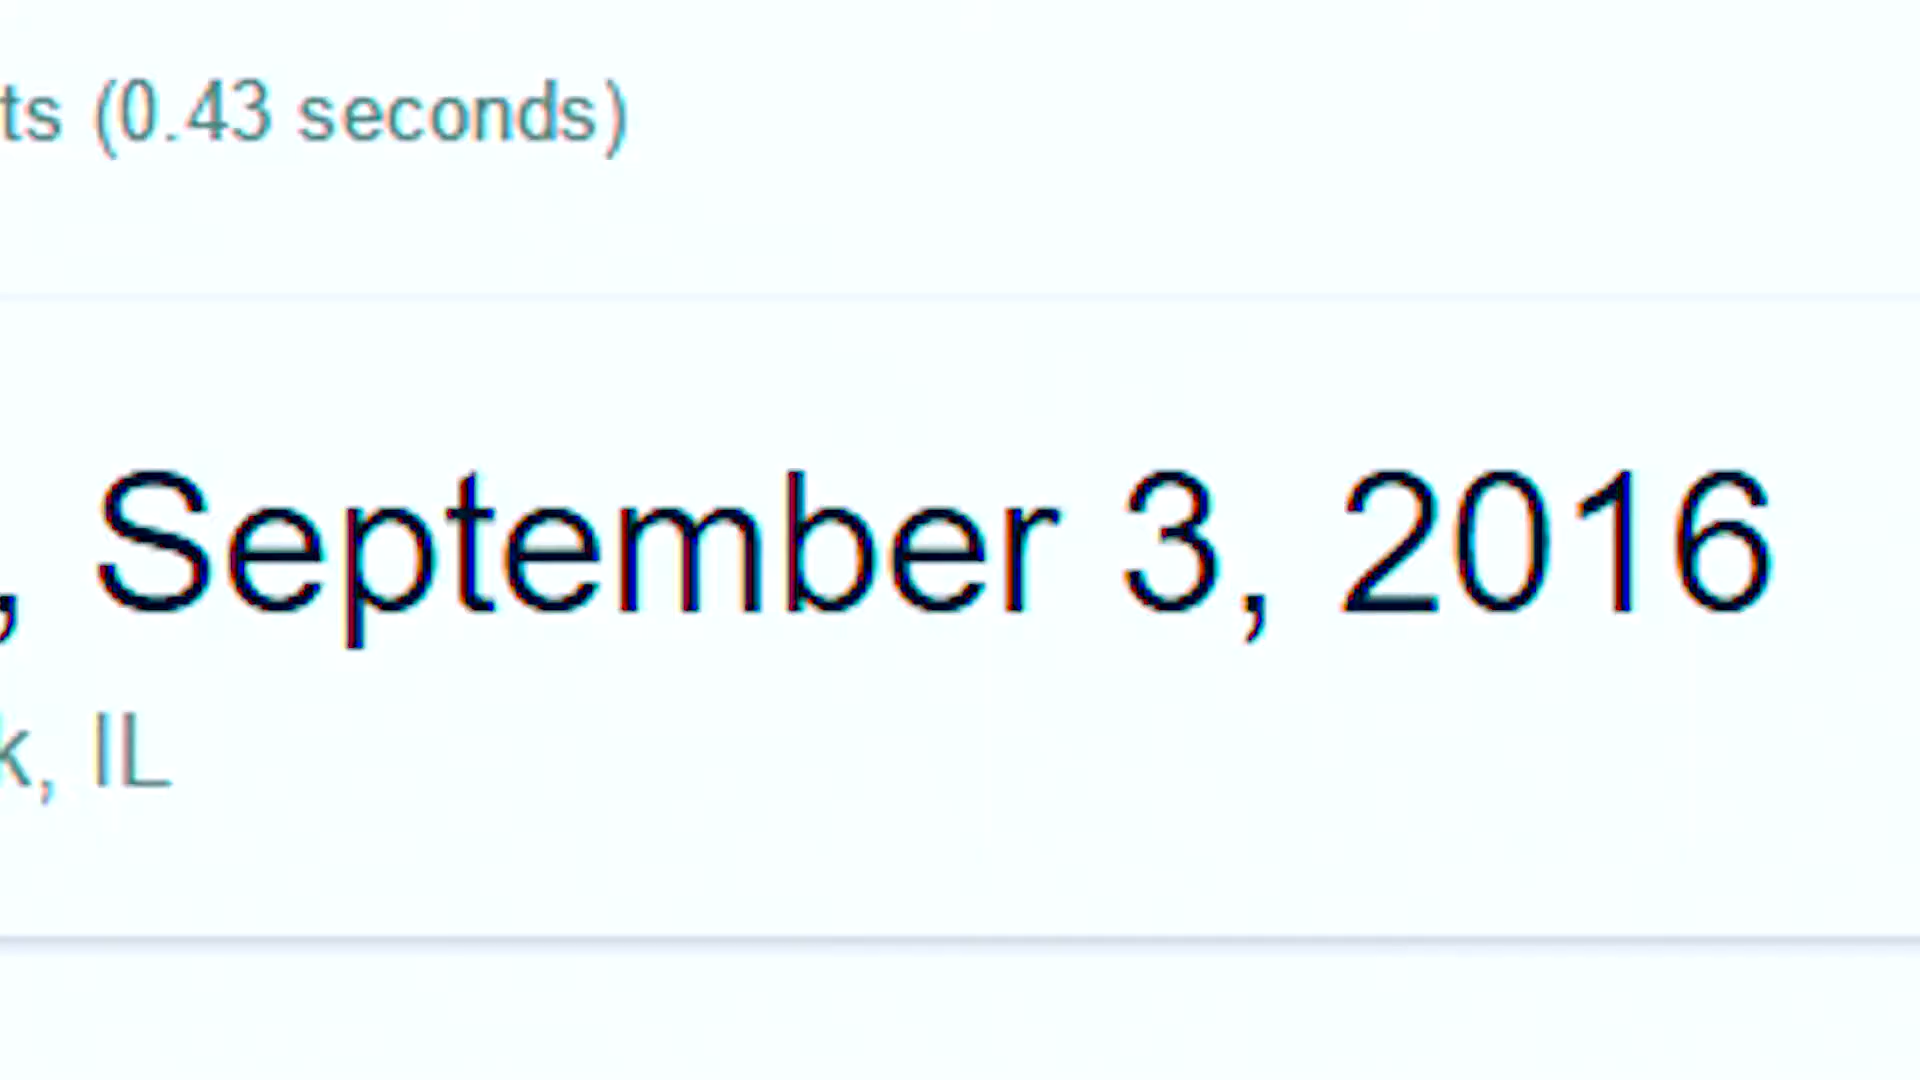 ts (0.43 seconds)
, September 3, 2016
k, IL